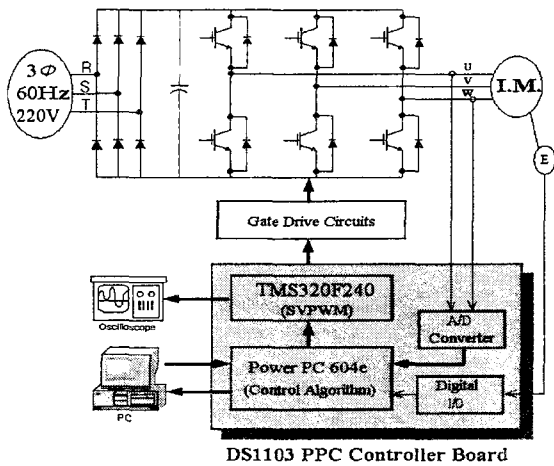 3Φ
60Hz
220V
R
S
T
U
V
W
I.M.
E
Gate Drive Circuits
TMS320F240
(SVPWM)
Oscilloscope
A/D
Converter
Power PC 604e
(Control Algorithm)
Digital
I/O
PC
DS1103 PPC Controller Board